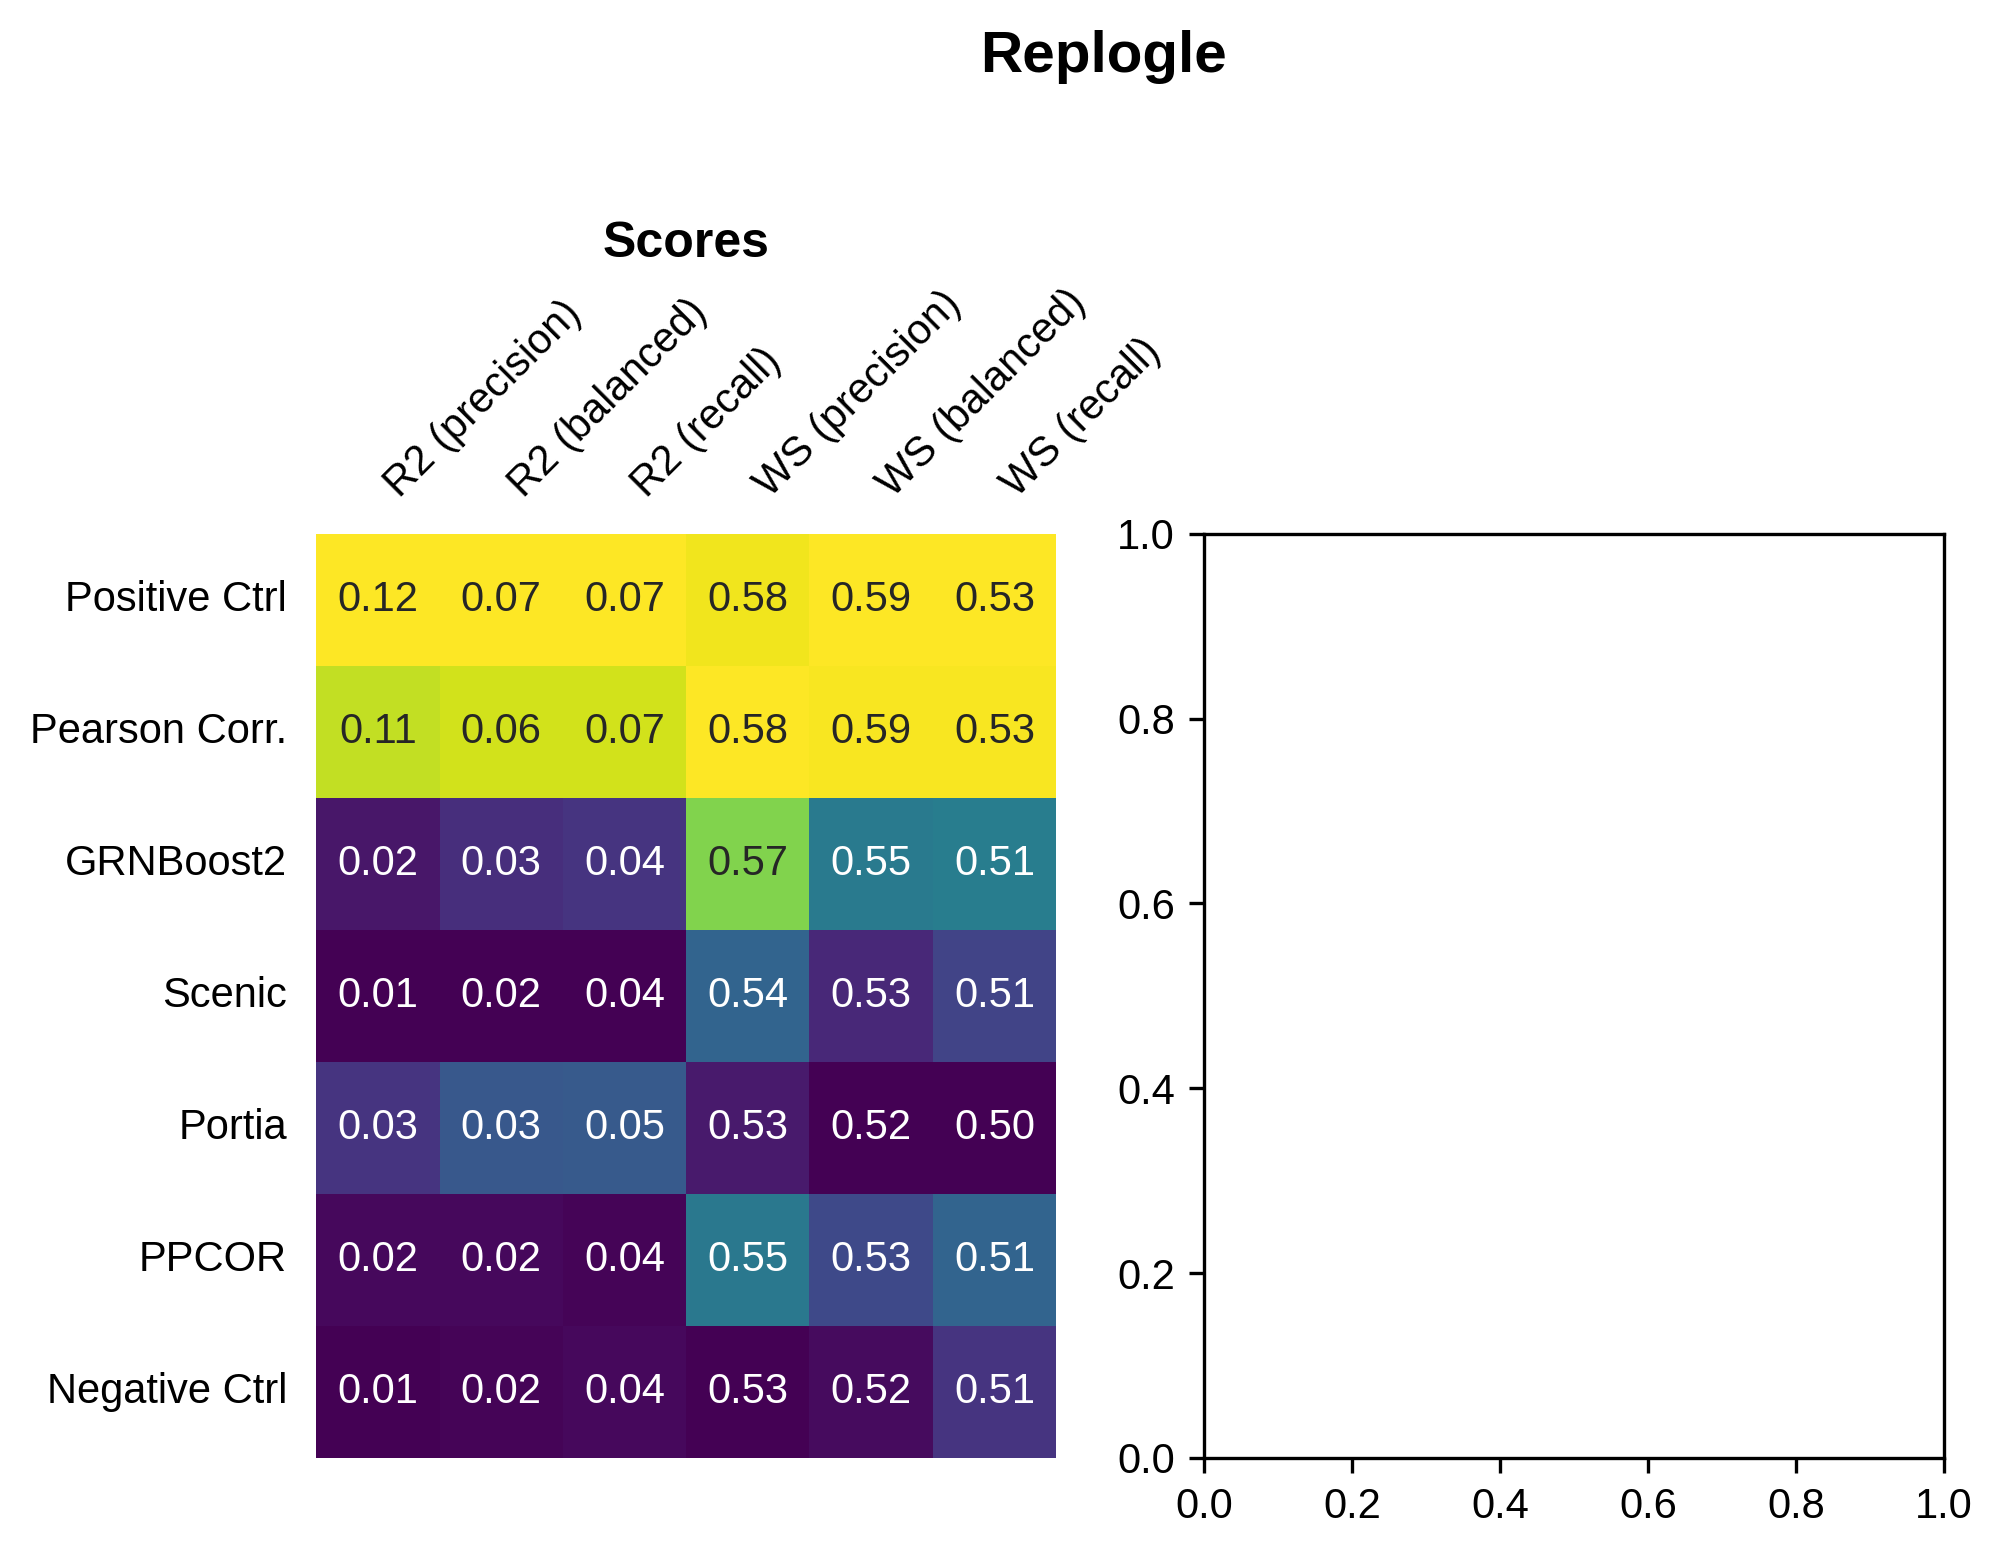 Replogle
Scores
R2 (precision)
R2 (balanced)
R2 (recall)
WS (precision)
WS (balanced)
WS (recall)
Positive Ctrl 0.12 0.07 0.07 0.58 0.59 0.53
Pearson Corr. 0.11 0.06 0.07 0.58 0.59 0.53
GRNBoost2 0.02 0.03 0.04 0.57 0.55 0.51
Scenic 0.01 0.02 0.04 0.54 0.53 0.51
Portia 0.03 0.03 0.05 0.53 0.52 0.50
PPCOR 0.02 0.02 0.04 0.55 0.53 0.51
Negative Ctrl 0.01 0.02 0.04 0.53 0.52 0.51
1.0
0.8
0.6
0.4
0.2
0.0
0.0 0.2 0.4 0.6 0.8 1.0